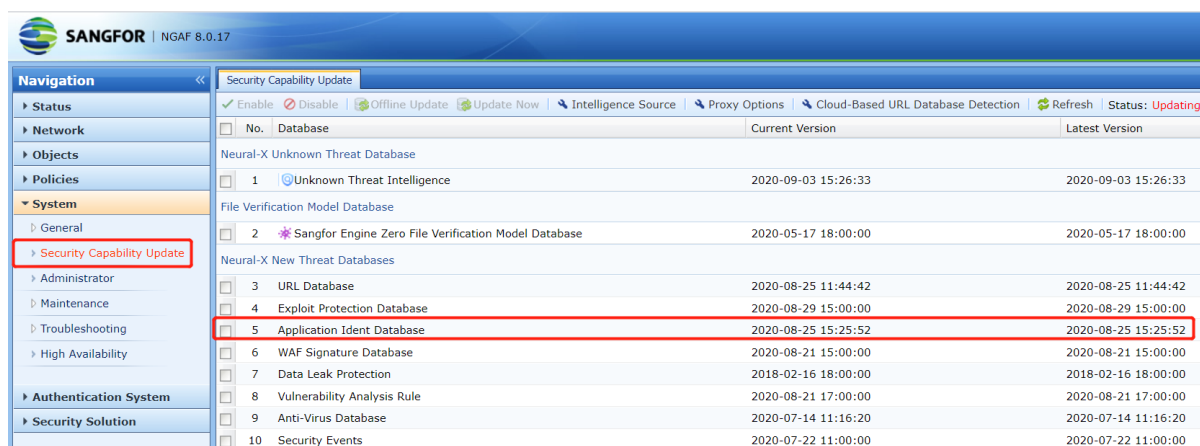 SANGFOR | NGAF 8.0.17
Navigation
Status
Network
Objects
Policies
System
General
Security Capability Update
Administrator
Maintenance
Troubleshooting
High Availability
Authentication System
Security Solution
Security Capability Update
Enable Disable Offline Update Update Now Intelligence Source Proxy Options Cloud-Based URL Database Detection Refresh Status: Updating
No. Database Current Version Latest Version
Neural-X Unknown Threat Database
1 Unknown Threat Intelligence 2020-09-03 15:26:33 2020-09-03 15:26:33
File Verification Model Database
2 Sangfor Engine Zero File Verification Model Database 2020-05-17 18:00:00 2020-05-17 18:00:00
Neural-X New Threat Databases
3 URL Database 2020-08-25 11:44:42 2020-08-25 11:44:42
4 Exploit Protection Database 2020-08-29 15:00:00 2020-08-29 15:00:00
5 Application Ident Database 2020-08-25 15:25:52 2020-08-25 15:25:52
6 WAF Signature Database 2020-08-21 15:00:00 2020-08-21 15:00:00
7 Data Leak Protection 2018-02-16 18:00:00 2018-02-16 18:00:00
8 Vulnerability Analysis Rule 2020-08-21 17:00:00 2020-08-21 17:00:00
9 Anti-Virus Database 2020-07-14 11:16:20 2020-07-14 11:16:20
10 Security Events 2020-07-22 11:00:00 2020-07-22 11:00:00